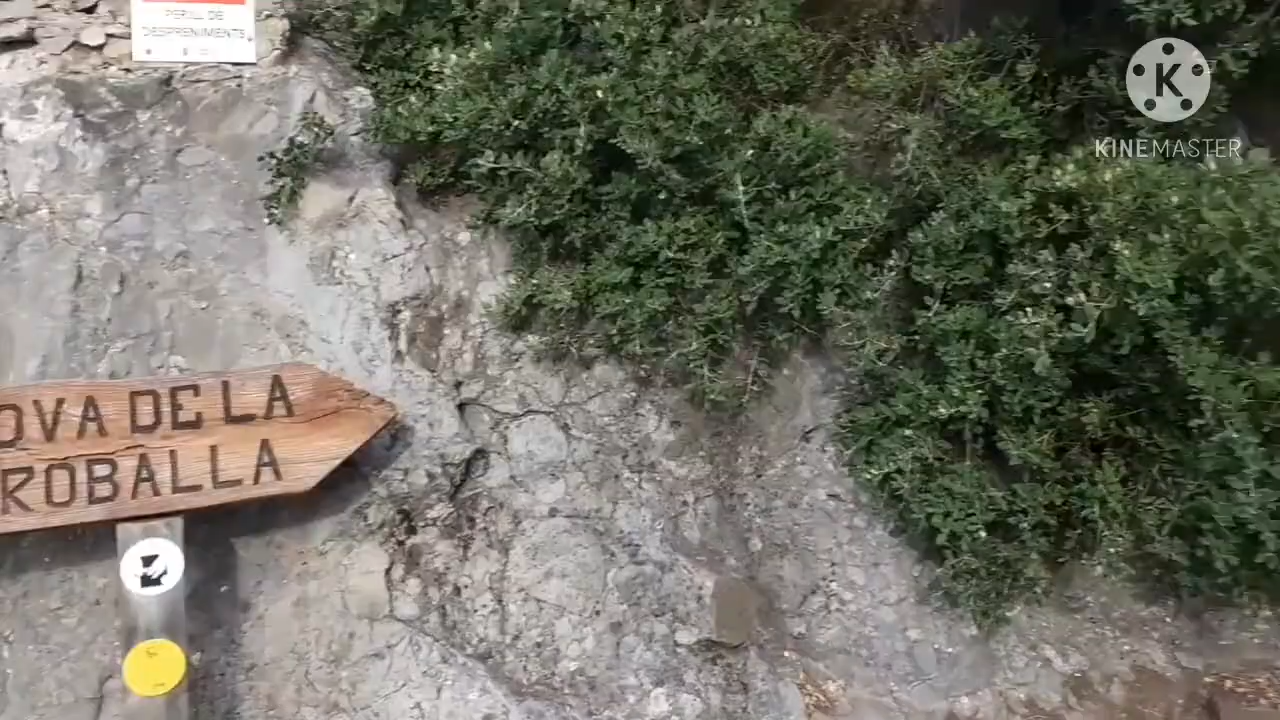 PERILL DE
DESPRENIMENTS
K
KINEMASTER
OVA DE LA
ROBALLA